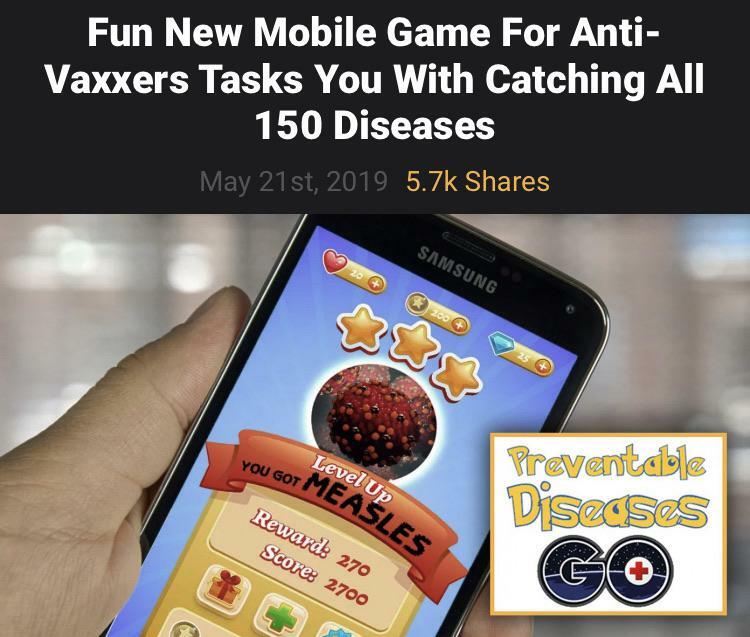 Fun New Mobile Game For Anti-
Vaxxers Tasks You With Catching All
150 Diseases
May 21st, 2019 5.7k Shares
SAMSUNG
20
200
25
Level Up
YOU GOT MEASLES
Reward: 270
Score: 2700
Preventable
Diseases
GO